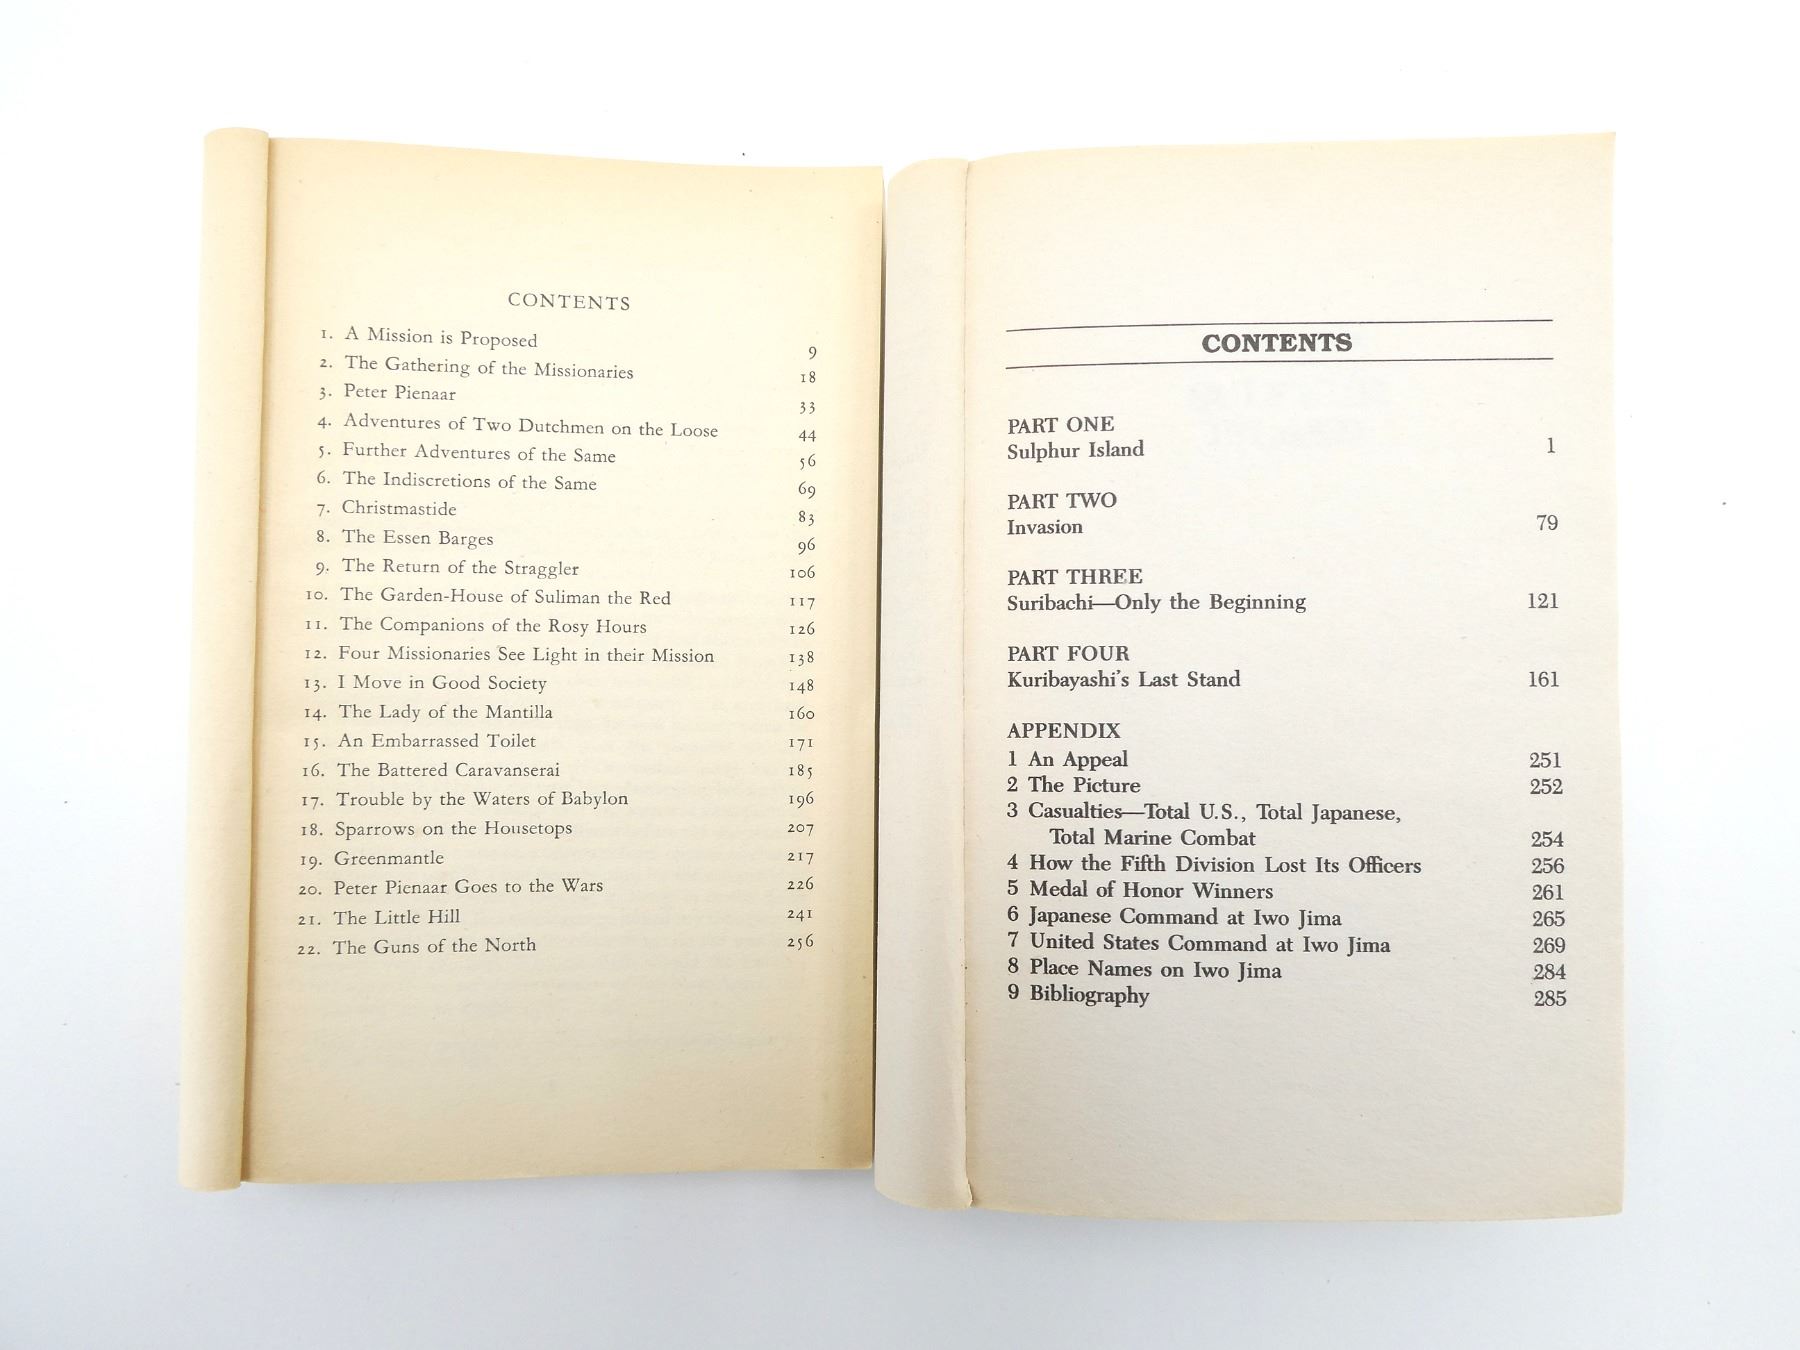 CONTENTS
1. A Mission is Proposed 9
2. The Gathering of the Missionaries 18
3. Peter Pienaar 33
4. Adventures of Two Dutchmen on the Loose 44
5. Further Adventures of the Same 56
6. The Indiscretions of the Same 69
7. Christmastide 83
8. The Essen Barges 96
9. The Return of the Straggler 106
10. The Garden-House of Suliman the Red 117
11. The Companions of the Rosy Hours 126
12. Four Missionaries See Light in their Mission 138
13. I Move in Good Society 148
14. The Lady of the Mantilla 160
15. An Embarrassed Toilet 171
16. The Battered Caravanserai 185
17. Trouble by the Waters of Babylon 196
18. Sparrows on the Housetops 207
19. Greenmantle 217
20. Peter Pienaar Goes to the Wars 226
21. The Little Hill 241
22. The Guns of the North 256
CONTENTS
PART ONE
Sulphur Island 1
PART TWO
Invasion 79
PART THREE
Suribachi—Only the Beginning 121
PART FOUR
Kuribayashi's Last Stand 161
APPENDIX
1 An Appeal 251
2 The Picture 252
3 Casualties—Total U.S., Total Japanese,
Total Marine Combat 254
4 How the Fifth Division Lost Its Officers 256
5 Medal of Honor Winners 261
6 Japanese Command at Iwo Jima 265
7 United States Command at Iwo Jima 269
8 Place Names on Iwo Jima 284
9 Bibliography 285